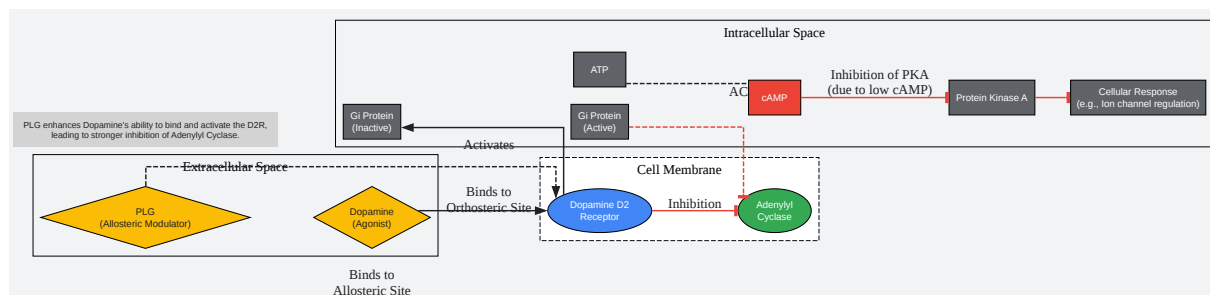 Intracellular Space
ATP
AC
cAMP
Inhibition of PKA
(due to low cAMP)
Protein Kinase A
Cellular Response
(e.g., Ion channel regulation)
Gi Protein
(Inactive)
Gi Protein
(Active)
PLG enhances Dopamine's ability to bind and activate the D2R,
leading to stronger inhibition of Adenylyl Cyclase.
Activates
Extracellular Space
Cell Membrane
PLG
(Allosteric Modulator)
Dopamine
(Agonist)
Binds to
Orthosteric Site
Dopamine D2
Receptor
Inhibition
Adenylyl
Cyclase
Binds to
Allosteric Site